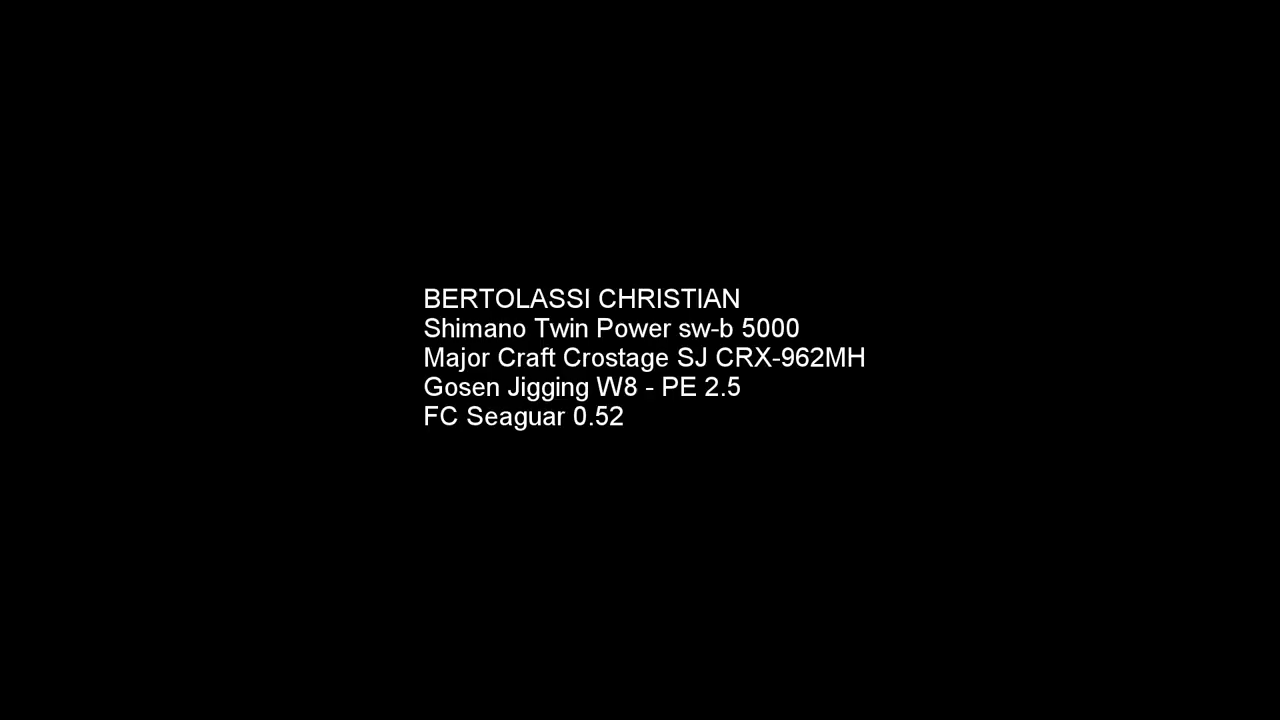 BERTOLASSI CHRISTIAN
Shimano Twin Power sw-b 5000
Major Craft Crostage SJ CRX-962MH
Gosen Jigging W8 - PE 2.5
FC Seaguar 0.52